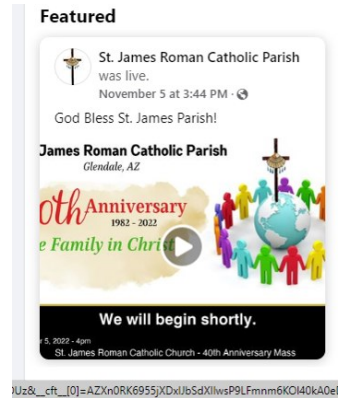 Featured
St. James Roman Catholic Parish
was live.
November 5 at 3:44 PM ·
God Bless St. James Parish!
James Roman Catholic Parish
Glendale, AZ
0th Anniversary
1982 - 2022
e Family in Christ
We will begin shortly.
5, 2022 - 4pm
St. James Roman Catholic Church - 40th Anniversary Mass